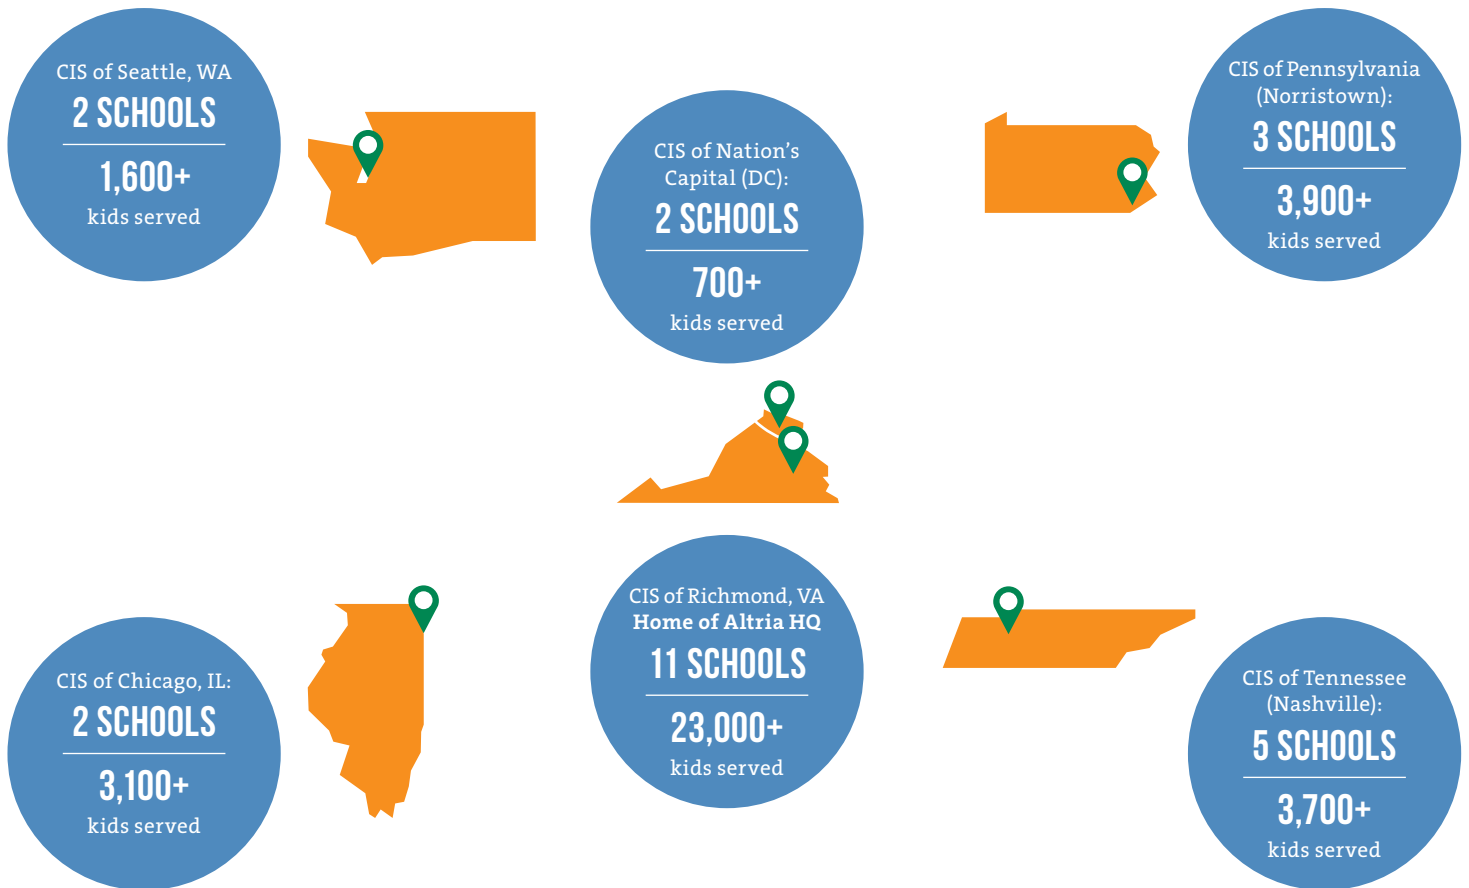 CIS of Seattle, WA
2 SCHOOLS
1,600+
kids served
CIS of Nation's
Capital (DC):
2 SCHOOLS
700+
kids served
CIS of Pennsylvania
(Norristown):
3 SCHOOLS
3,900+
kids served
CIS of Chicago, IL:
2 SCHOOLS
3,100+
kids served
CIS of Richmond, VA
Home of Altria HQ
11 SCHOOLS
23,000+
kids served
CIS of Tennessee
(Nashville):
5 SCHOOLS
3,700+
kids served